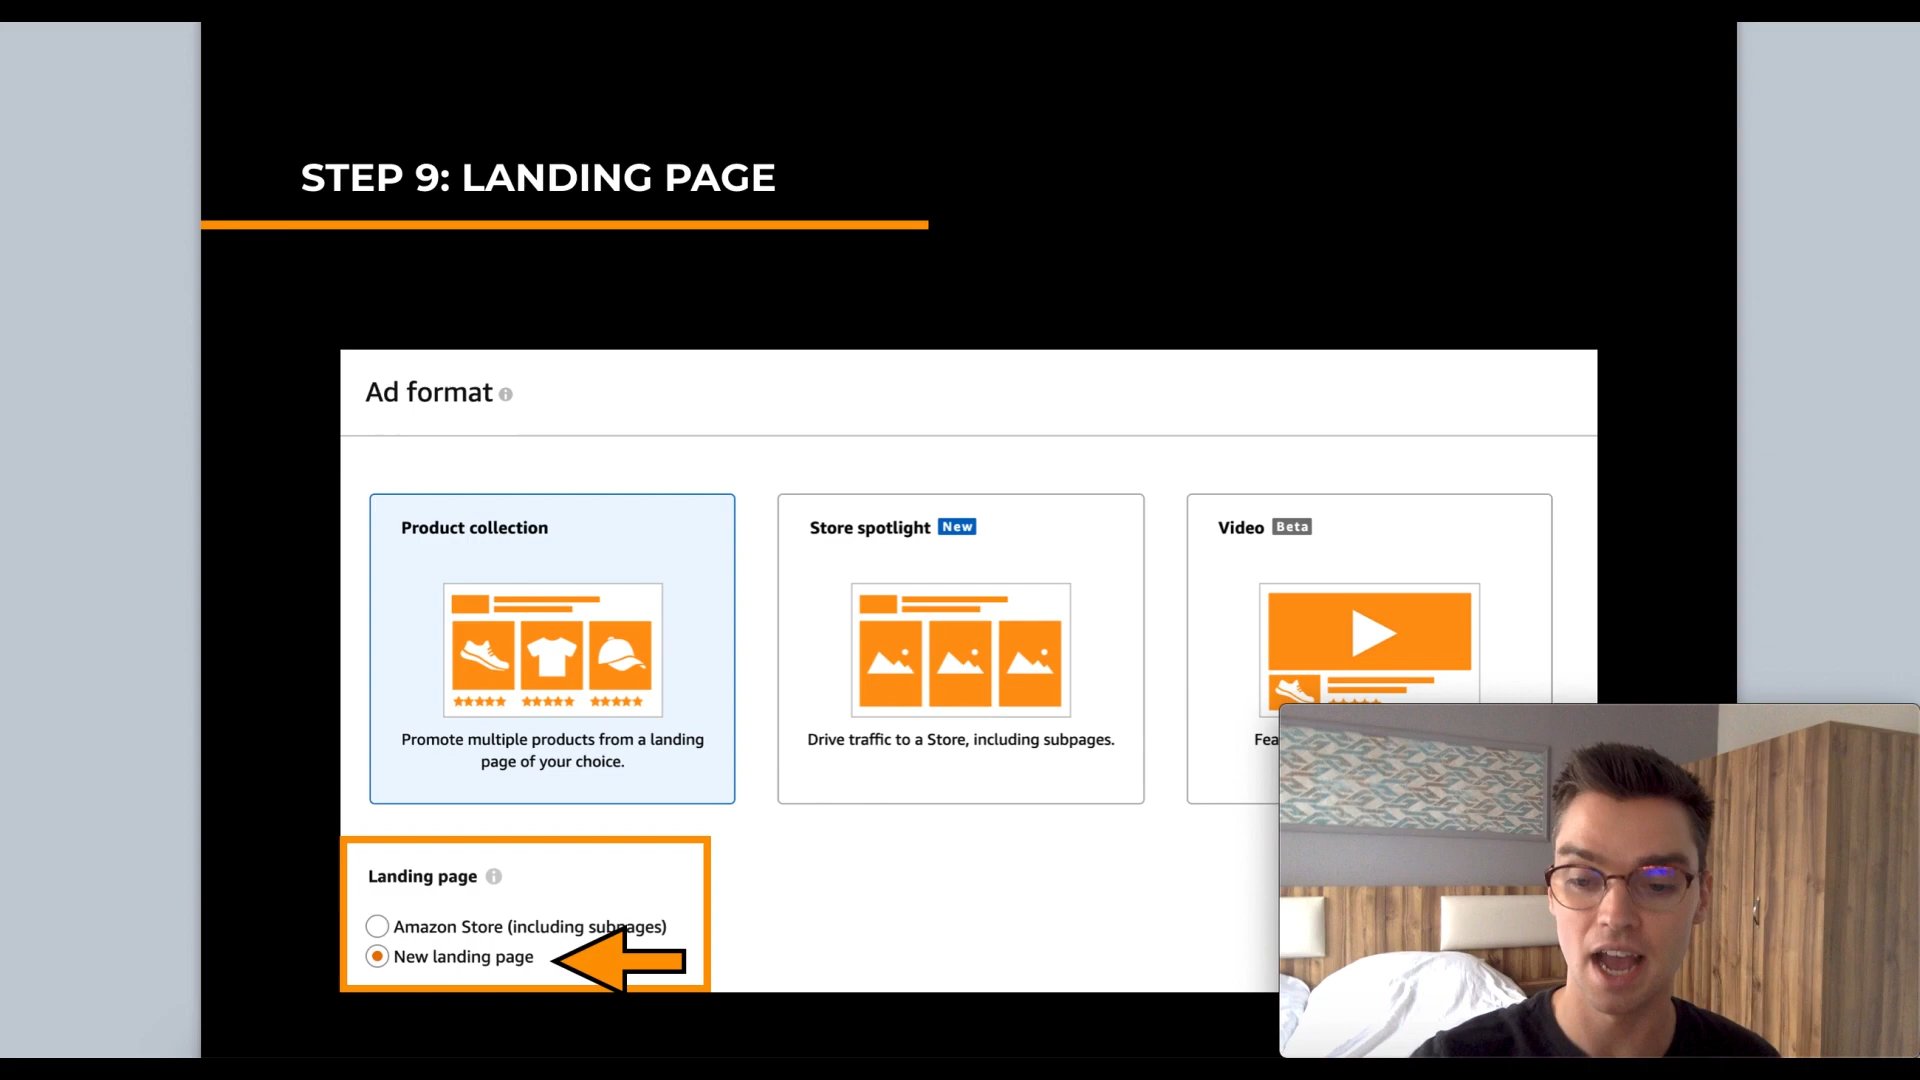 STEP 9: LANDING PAGE
Ad format
Product collection
Promote multiple products from a landing
page of your choice.
Store spotlight New
Drive traffic to a Store, including subpages.
Video Beta
Landing page
Amazon Store (including subpages)
New landing page